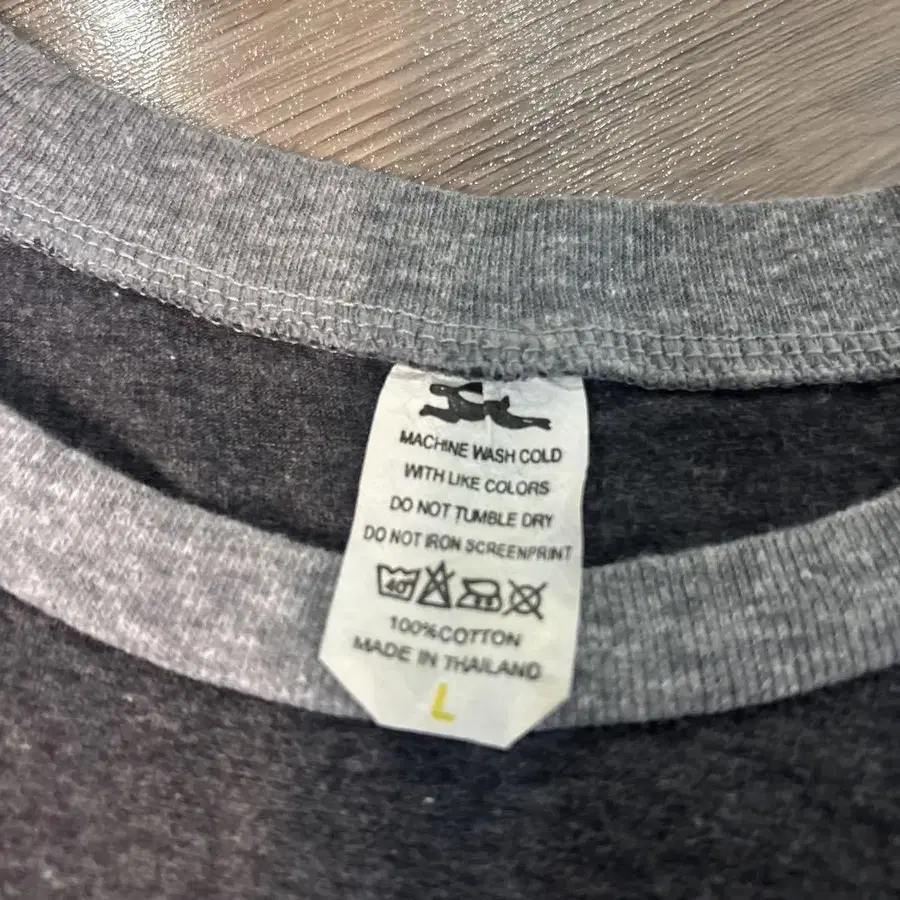 MACHINE WASH COLD
WITH LIKE COLORS
DO NOT TUMBLE DRY
DO NOT IRON SCREENPRINT
40
100%COTTON
MADE IN THAILAND
L